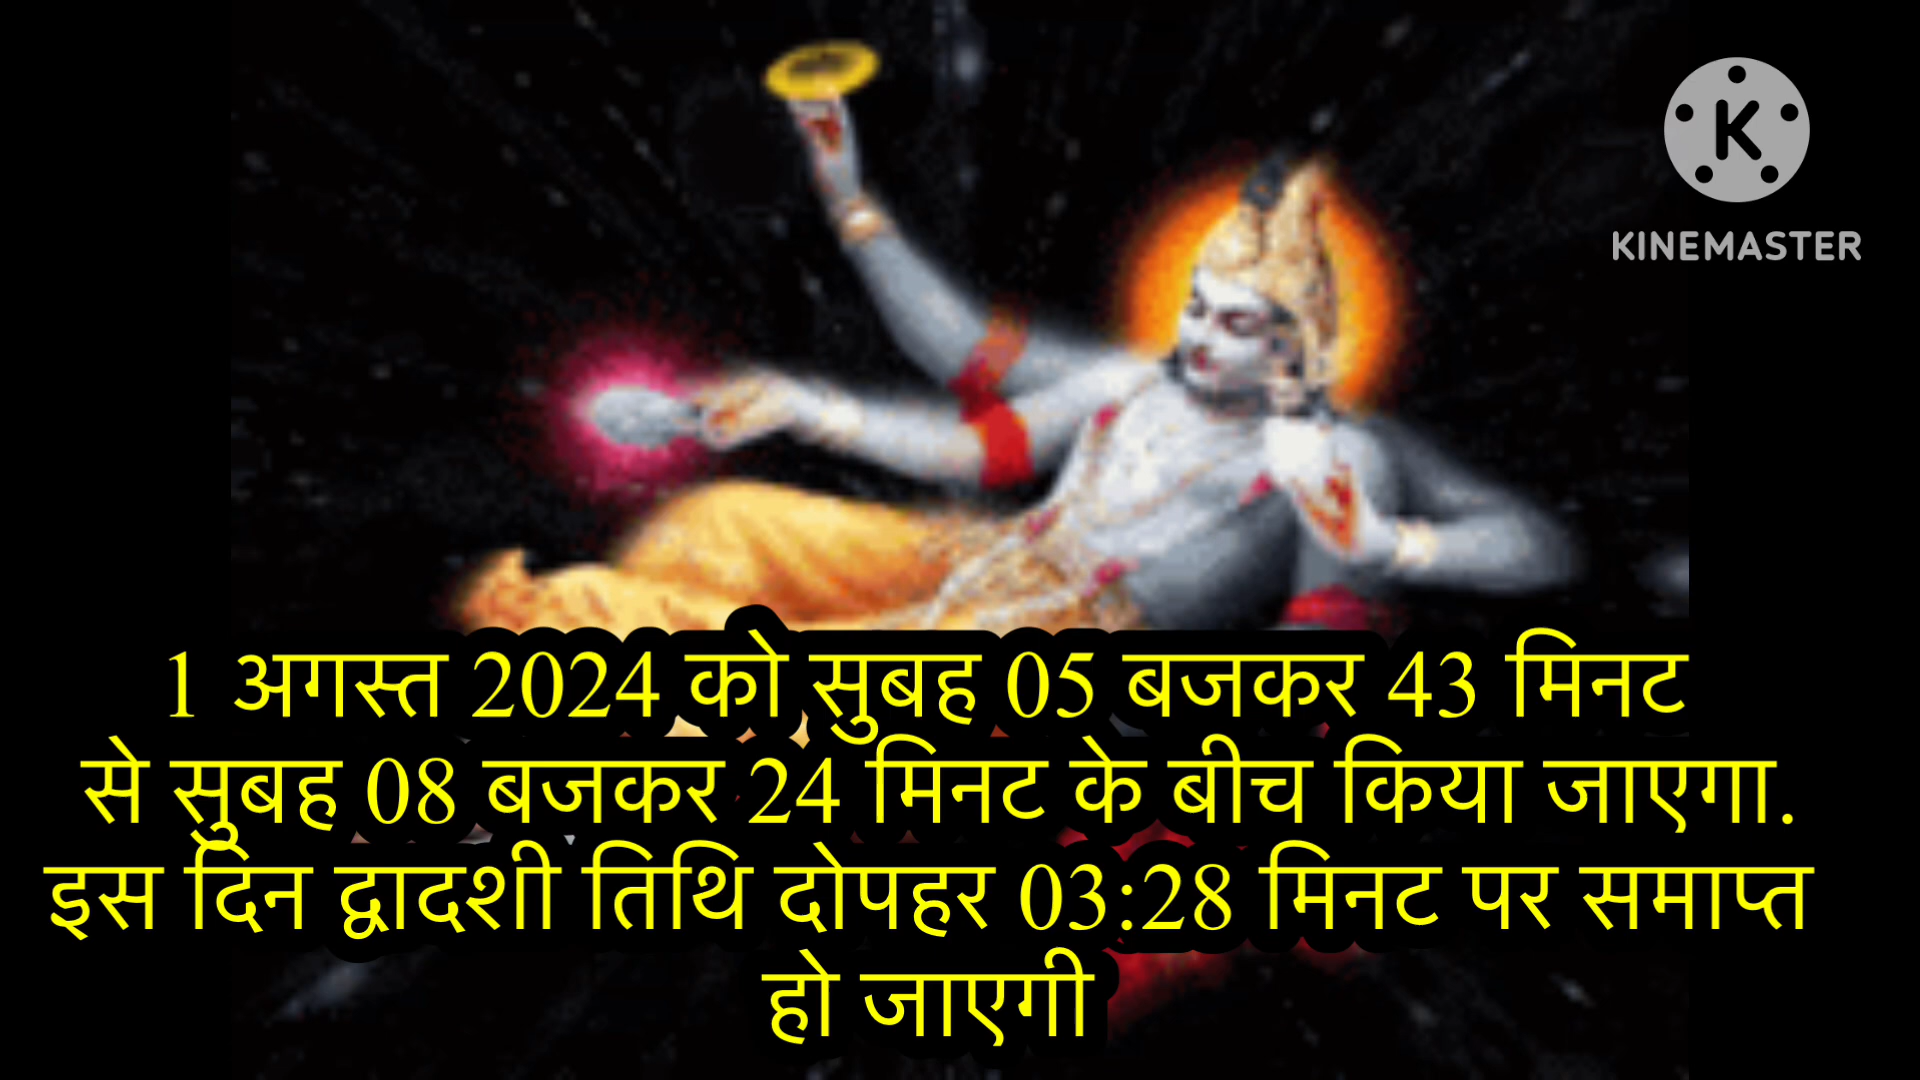 KINEMASTER
1 अगस्त 2024 को सुबह 05 बजकर 43 मिनट
से सुबह 08 बजकर 24 मिनट के बीच किया जाएगा.
इस दिन द्वादशी तिथि दोपहर 03:28 मिनट पर समाप्त
हो जाएगी